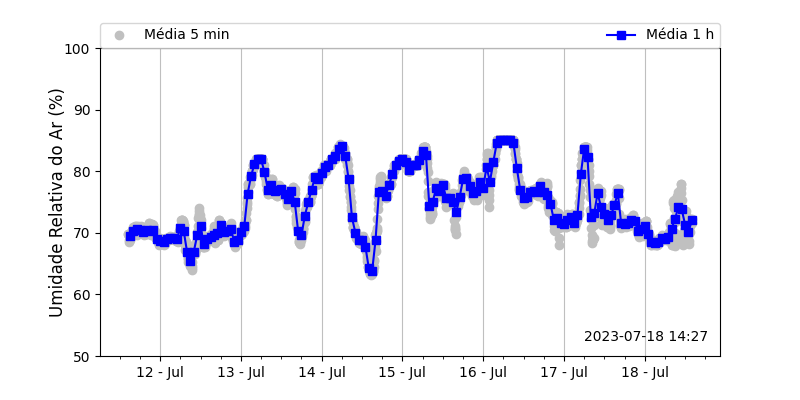 Média 5 min
Média 1 h
Umidade Relativa do Ar (%)
100
90
80
70
60
50
2023-07-18 14:27
12 - Jul
13 - Jul
14 - Jul
15 - Jul
16 - Jul
17 - Jul
18 - Jul